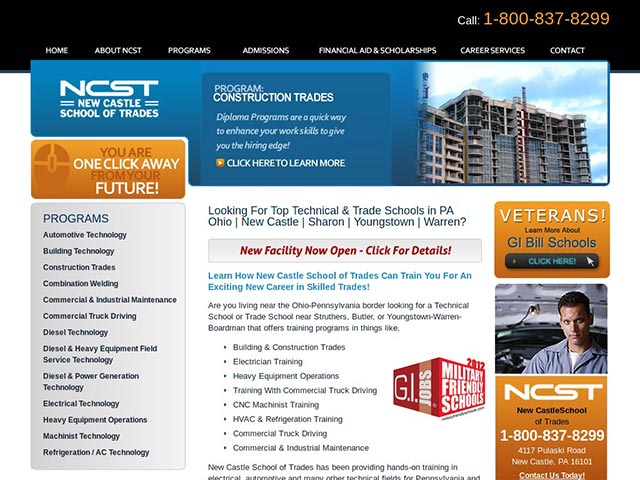 Call: 1-800-837-8299
HOME ABOUT NCST PROGRAMS ADMISSIONS FINANCIAL AID & SCHOLARSHIPS CAREER SERVICES CONTACT
NCST
NEW CASTLE
SCHOOL OF TRADES
PROGRAM:
CONSTRUCTION TRADES
Diploma Programs are a quick way
to enhance your work skills to give
you the hiring edge!
CLICK HERE TO LEARN MORE
YOU ARE
ONE CLICK AWAY
FROM YOUR
FUTURE!
PROGRAMS
Automotive Technology
Building Technology
Construction Trades
Combination Welding
Commercial & Industrial Maintenance
Commercial Truck Driving
Diesel Technology
Diesel & Heavy Equipment Field
Service Technology
Diesel & Power Generation
Technology
Electrical Technology
Heavy Equipment Operations
Machinist Technology
Refrigeration / AC Technology
Looking For Top Technical & Trade Schools in PA
Ohio | New Castle | Sharon | Youngstown | Warren?
New Facility Now Open - Click For Details!
Learn How New Castle School of Trades Can Train You For An
Exciting New Career in Skilled Trades!
Are you living near the Ohio-Pennsylvania border looking for a Technical
School or Trade School near Struthers, Butler, or Youngstown-Warren-
Boardman that offers training programs in things like,
Building & Construction Trades
Electrician Training
Heavy Equipment Operations
Training With Commercial Truck Driving
CNC Machinist Training
HVAC & Refrigeration Training
Commercial Truck Driving
Commercial & Industrial Maintenance
G.I. JOBS
2012
MILITARY
FRIENDLY
SCHOOLS
militaryfriendlyschools.com
New Castle School of Trades has been providing hands-on training in
electrical, automotive and many other technical fields for Pennsylvania and
VETERANS!
Learn More About
GI Bill Schools
CLICK HERE
NCST
New CastleSchool
of Trades
1-800-837-8299
4117 Pulaski Road
New Castle, PA 16101
Contact Us Today!